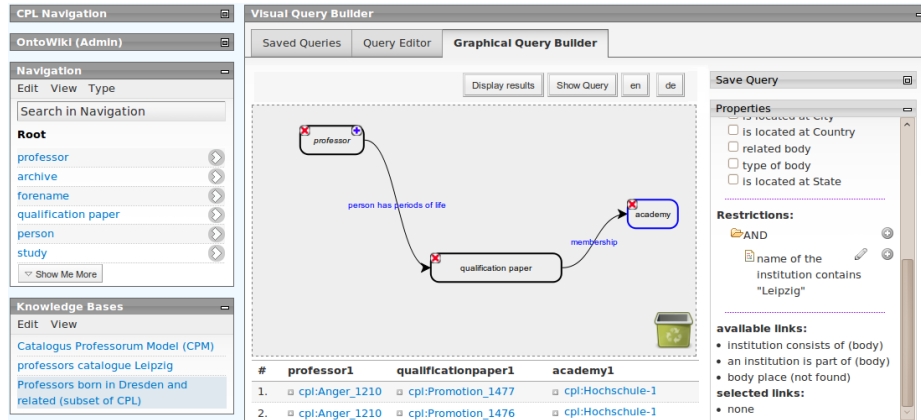 CPL Navigation
OntoWiki (Admin)
Navigation
Edit View Type
Search in Navigation
Root
professor
archive
forename
qualification paper
person
study
Show Me More
Knowledge Bases
Edit View
Catalogus Professorum Model (CPM)
professors catalogue Leipzig
Professors born in Dresden and
related (subset of CPL)
Visual Query Builder
Saved Queries Query Editor Graphical Query Builder
Display results Show Query en de
professor
person has periods of life
academy
membership
qualification paper
# professor1 qualificationpaper1 academy1
1. cpl:Anger_1210 cpl:Promotion_1477 cpl:Hochschule-1
2. cpl:Anger_1210 cpl:Promotion_1476 cpl:Hochschule-1
Save Query
Properties
is located at City
is located at Country
related body
type of body
is located at State
Restrictions:
AND
name of the
institution contains
"Leipzig"
available links:
• institution consists of (body)
• an institution is part of (body)
• body place (not found)
selected links:
• none